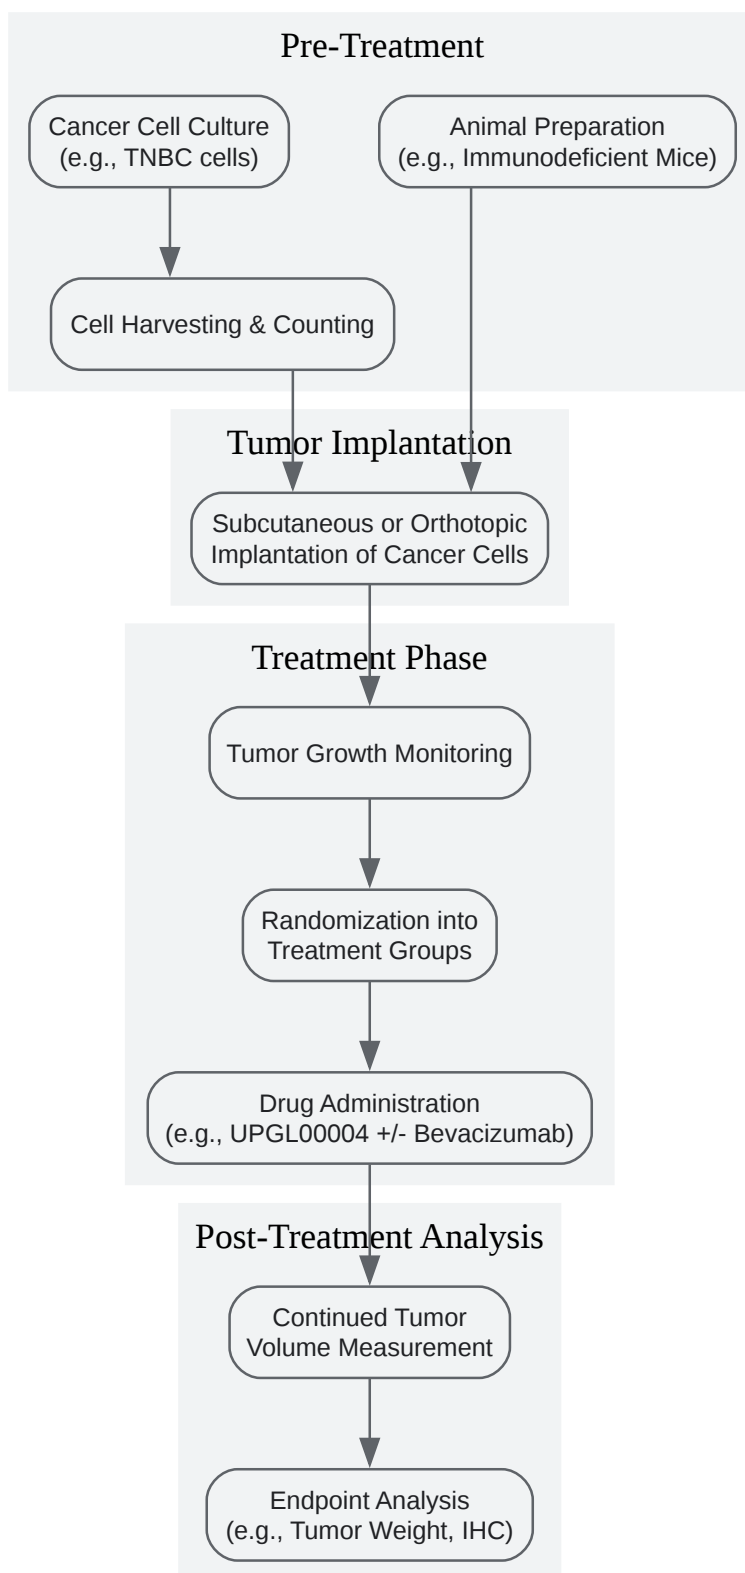 Pre-Treatment
Cancer Cell Culture
(e.g., TNBC cells)
Animal Preparation
(e.g., Immunodeficient Mice)
Cell Harvesting & Counting
Tumor Implantation
Subcutaneous or Orthotopic
Implantation of Cancer Cells
Treatment Phase
Tumor Growth Monitoring
Randomization into
Treatment Groups
Drug Administration
(e.g., UPGL00004 +/- Bevacizumab)
Post-Treatment Analysis
Continued Tumor
Volume Measurement
Endpoint Analysis
(e.g., Tumor Weight, IHC)